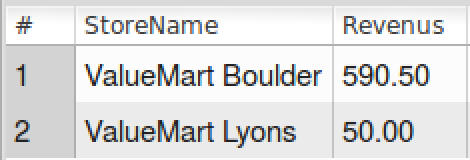 # StoreName Revenus
1 ValueMart Boulder 590.50
2 ValueMart Lyons 50.00